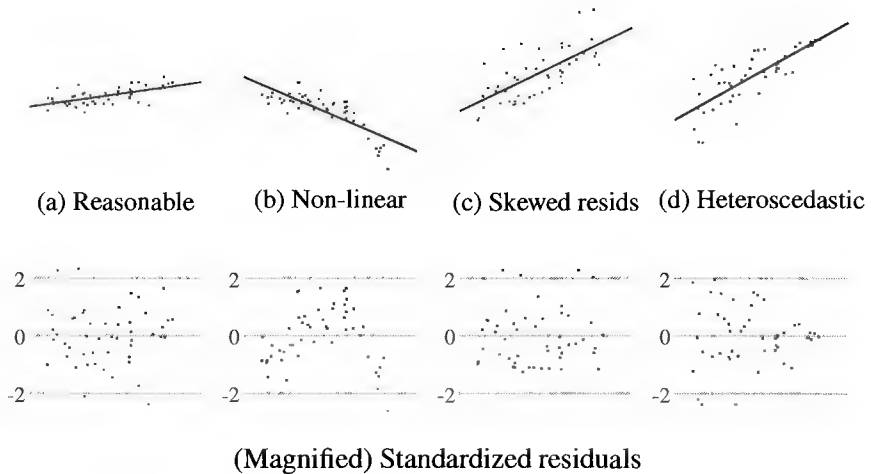 (a) Reasonable (b) Non-linear (c) Skewed resids (d) Heteroscedastic
2 2 2 2
0 0 0 0
-2 -2 -2 -2
(Magnified) Standardized residuals